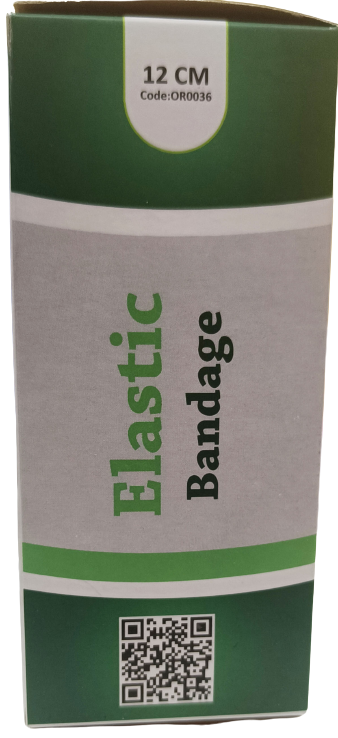 12 CM
Code:OR0036
Elastic
Bandage